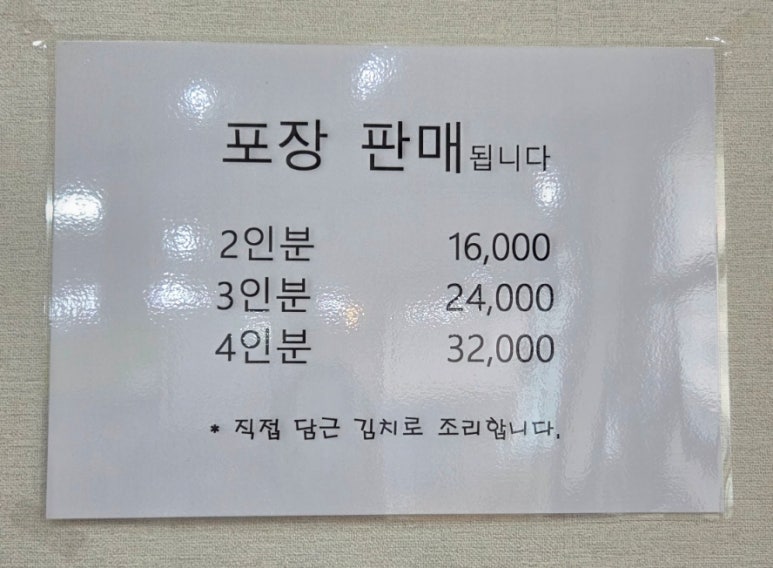 포장 판매됩니다
2인분 16,000
3인분 24,000
4인분 32,000
* 직접 담근 김치로 조리합니다.